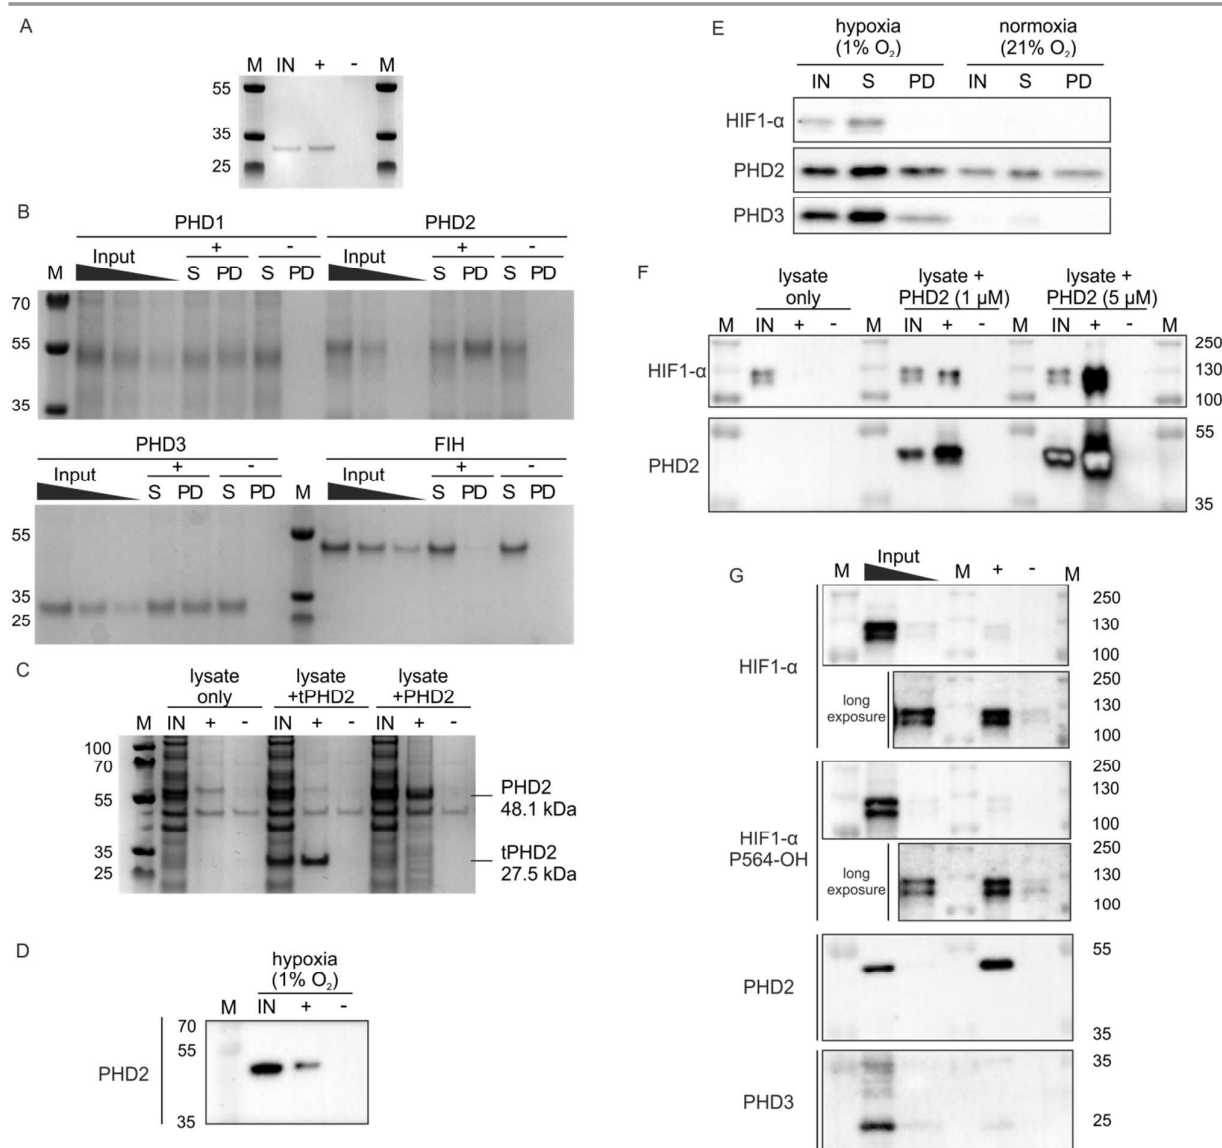 A
M IN + - M
55
35
25
B
PHD1 PHD2
Input + - Input + -
M S PD S PD S PD S PD
70
55
35
PHD3 FIH
Input + - Input + -
S PD S PD M S PD S PD
55
35
25
C
lysate only lysate +tPHD2 lysate +PHD2
M IN + - IN + - IN + -
100
70
55
35
25
PHD2
48.1 kDa
tPHD2
27.5 kDa
D
hypoxia
(1% O₂)
M IN + -
70
55
35
PHD2
E
hypoxia (1% O₂) normoxia (21% O₂)
IN S PD IN S PD
HIF1-α
PHD2
PHD3
F
lysate only lysate + PHD2 (1 µM) lysate + PHD2 (5 µM)
M IN + - M IN + - M IN + - M
HIF1-α
250
130
100
PHD2
55
35
G
M Input M + - M
HIF1-α
250
130
100
long exposure
250
130
100
HIF1-α
P564-OH
250
130
100
long exposure
250
130
100
PHD2
55
35
PHD3
35
25